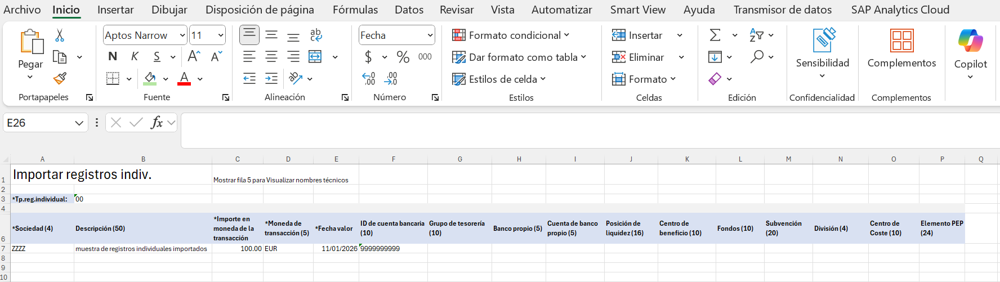 Archivo Inicio Insertar Dibujar Disposición de página Fórmulas Datos Revisar Vista Automatizar Smart View Ayuda Transmisor de datos SAP Analytics Cloud
Pegar
Portapapeles
Aptos Narrow 11
N K S A A
A
Fuente
ab
c
Alineación
Fecha
$ % 000
Número
Formato condicional
Dar formato como tabla
Estilos de celda
Estilos
Insertar
Eliminar
Formato
Celdas
Edición
Sensibilidad
Confidencialidad
Complementos
Complementos
Copilot
E26 fx
A B C D E F G H I J K L M N O P Q
1 Importar registros indiv. Mostrar fila 5 para Visualizar nombres técnicos
2
3 *Tp.reg.individual: 00
4
6 *Sociedad (4) Descripción (50) *Importe en moneda de la transacción *Moneda de transacción (5) *Fecha valor ID de cuenta bancaria (10) Grupo de tesorería (10) Banco propio (5) Cuenta de banco propio (5) Posición de liquidez (16) Centro de beneficio (10) Fondos (10) Subvención (20) División (4) Centro de Coste (10) Elemento PEP (24)
7 ZZZZ muestra de registros individuales importados 100.00 EUR 11/01/2026 9999999999
8
9
10